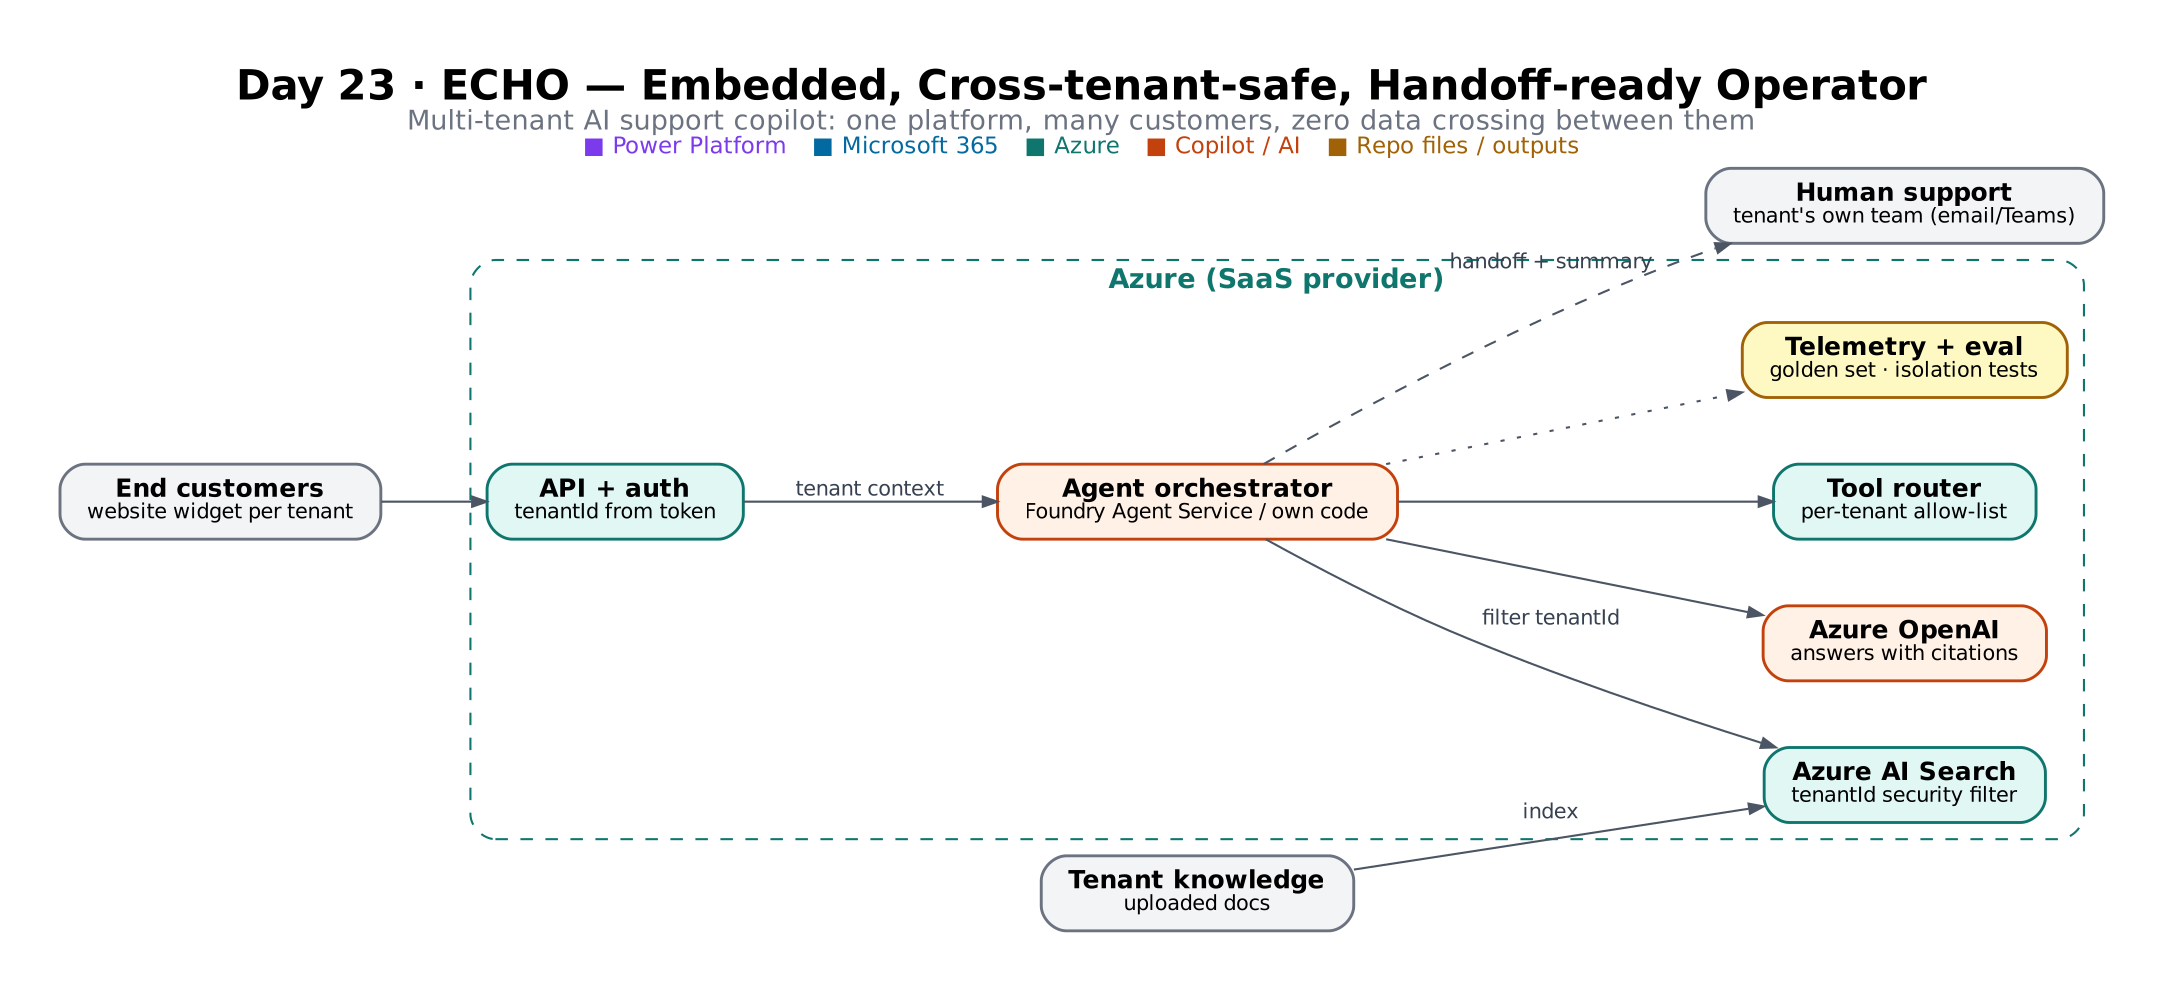 Day 23 · ECHO — Embedded, Cross-tenant-safe, Handoff-ready Operator
Multi-tenant AI support copilot: one platform, many customers, zero data crossing between them
■ Power Platform ■ Microsoft 365 ■ Azure ■ Copilot / AI ■ Repo files / outputs
Human support
tenant's own team (email/Teams)
handoff + summary
Azure (SaaS provider)
Telemetry + eval
golden set · isolation tests
End customers
website widget per tenant
API + auth
tenantId from token
tenant context
Agent orchestrator
Foundry Agent Service / own code
Tool router
per-tenant allow-list
filter tenantId
Azure OpenAI
answers with citations
Azure AI Search
tenantId security filter
index
Tenant knowledge
uploaded docs